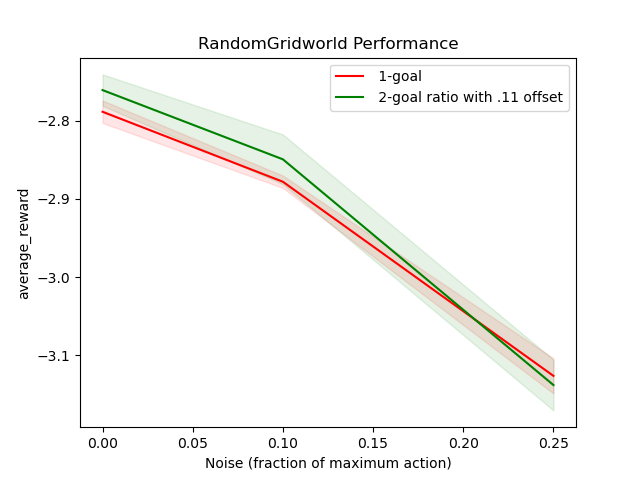 RandomGridworld Performance
1-goal
2-goal ratio with .11 offset
average_reward
−2.8
−2.9
−3.0
−3.1
0.00 0.05 0.10 0.15 0.20 0.25
Noise (fraction of maximum action)